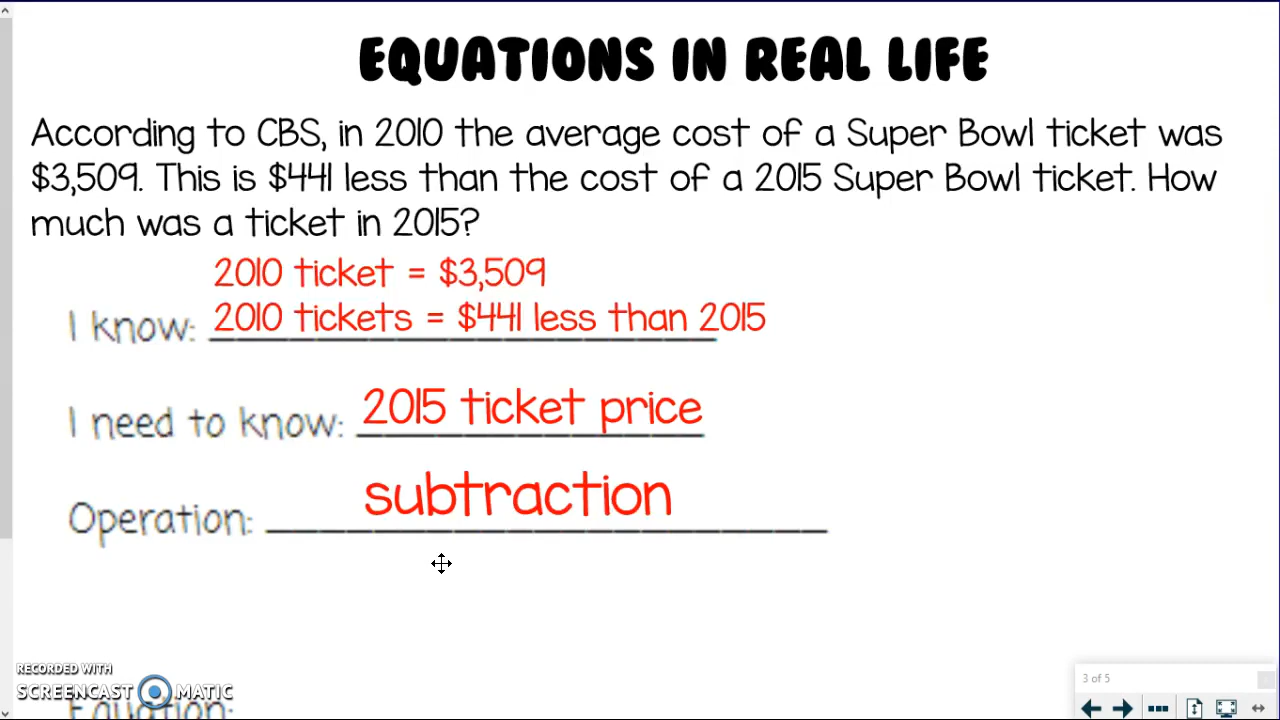 EQUATIONS IN REAL LIFE
According to CBS, in 2010 the average cost of a Super Bowl ticket was
$3,509. This is $441 less than the cost of a 2015 Super Bowl ticket. How
much was a ticket in 2015?
2010 ticket = $3,509
I know: 2010 tickets = $441 less than 2015
I need to know: 2015 ticket price
Operation: subtraction
RECORDED WITH
SCREENCAST MATIC
Equation:
3 of 5